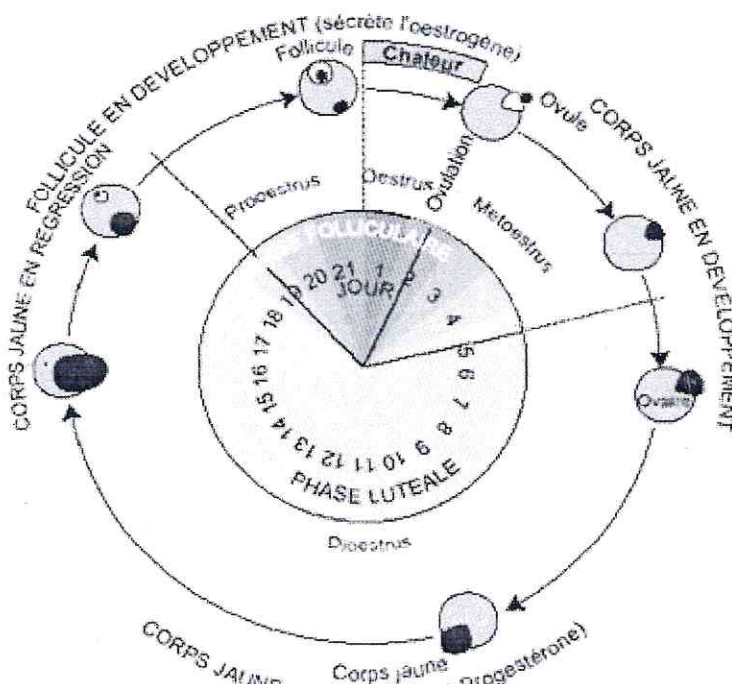 FOLLICULE EN DEVELOPPEMENT (sécrète l'oestrogène)
Follicule
Chaleur
Ovule
Ovulation
CORPS JAUNE EN DEVELOPPEMENT
CORPS JAUNE EN REGRESSION
Prooestrus
Oestrus
Metoestrus
FOLLICULAIRE
JOUR
1
2
3
4
5
6
7
8
9
10
11
12
13
14
15
16
17
18
19
20
21
PHASE LUTEALE
Dioestrus
Ovaire
Corps jaune
CORPS JAUNE
Progestérone)